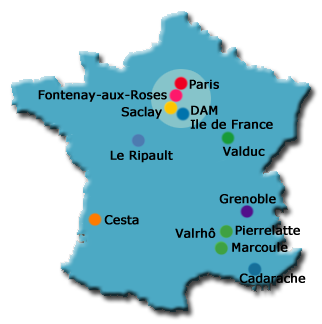 Paris
Fontenay-aux-Roses
Saclay
DAM
Ile de France
Le Ripault
Valduc
Grenoble
Cesta
Valrhô
Pierrelatte
Marcoule
Cadarache